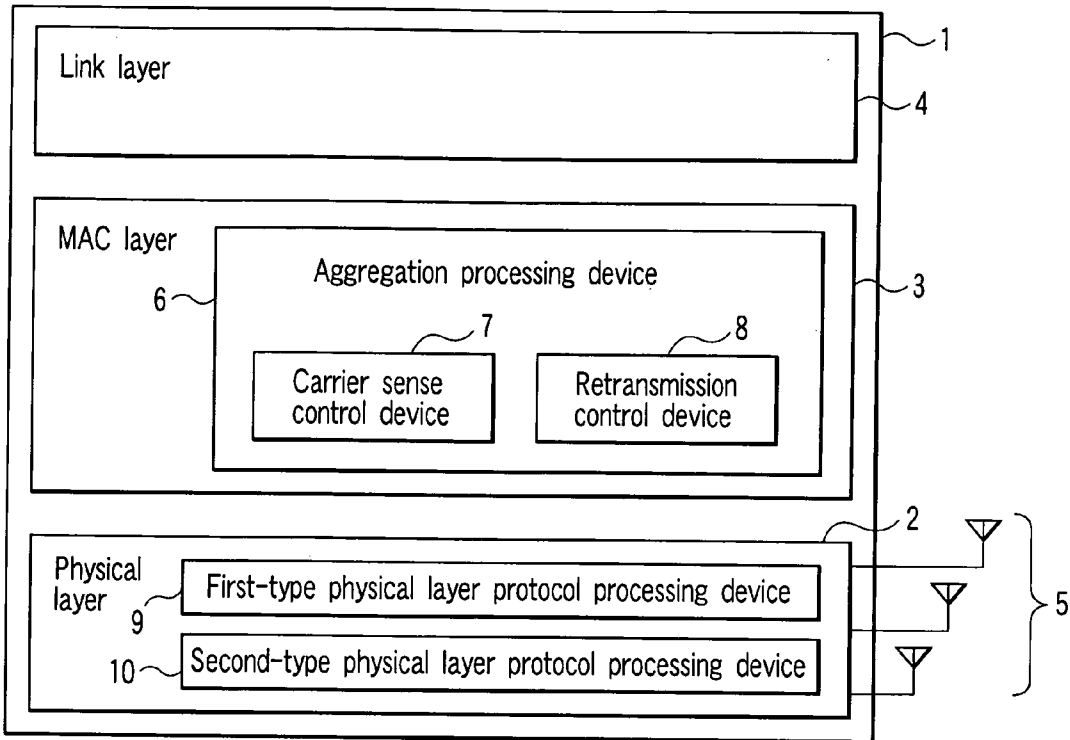 1
Link layer
4
MAC layer
Aggregation processing device
6
3
7
8
Carrier sense
control device
Retransmission
control device
2
Physical
layer
First-type physical layer protocol processing device
9
5
Second-type physical layer protocol processing device
10